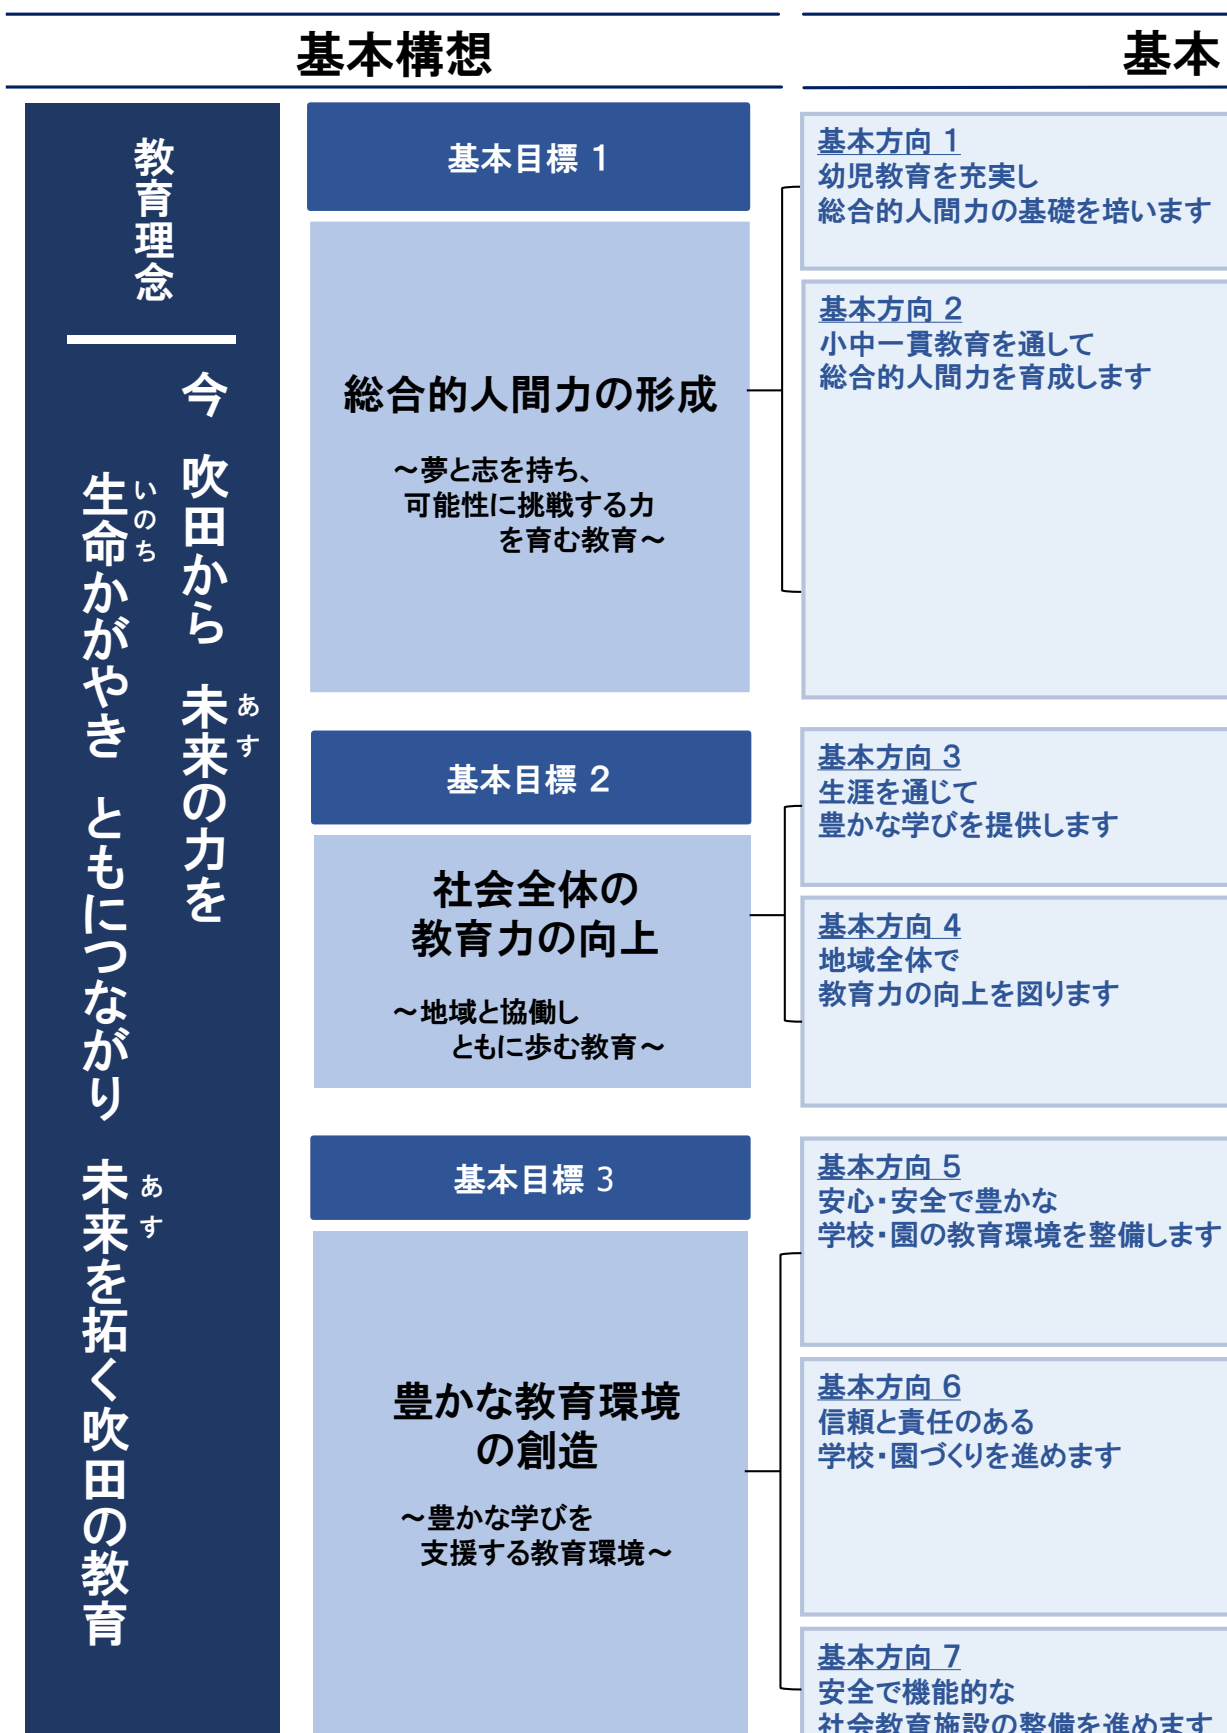 基本構想
基本
教育理念
今 吹田から 未来の力を
あす
生命かがやき ともにつながり 未来を拓く吹田の教育
いのち
あす
基本目標 1
総合的人間力の形成
～夢と志を持ち、
可能性に挑戦する力
を育む教育～
基本方向 1
幼児教育を充実し
総合的人間力の基礎を培います
基本方向 2
小中一貫教育を通して
総合的人間力を育成します
基本目標 2
社会全体の
教育力の向上
～地域と協働し
ともに歩む教育～
基本方向 3
生涯を通じて
豊かな学びを提供します
基本方向 4
地域全体で
教育力の向上を図ります
基本目標 3
豊かな教育環境
の創造
～豊かな学びを
支援する教育環境～
基本方向 5
安心・安全で豊かな
学校・園の教育環境を整備します
基本方向 6
信頼と責任のある
学校・園づくりを進めます
基本方向 7
安全で機能的な
社会教育施設の整備を進めます